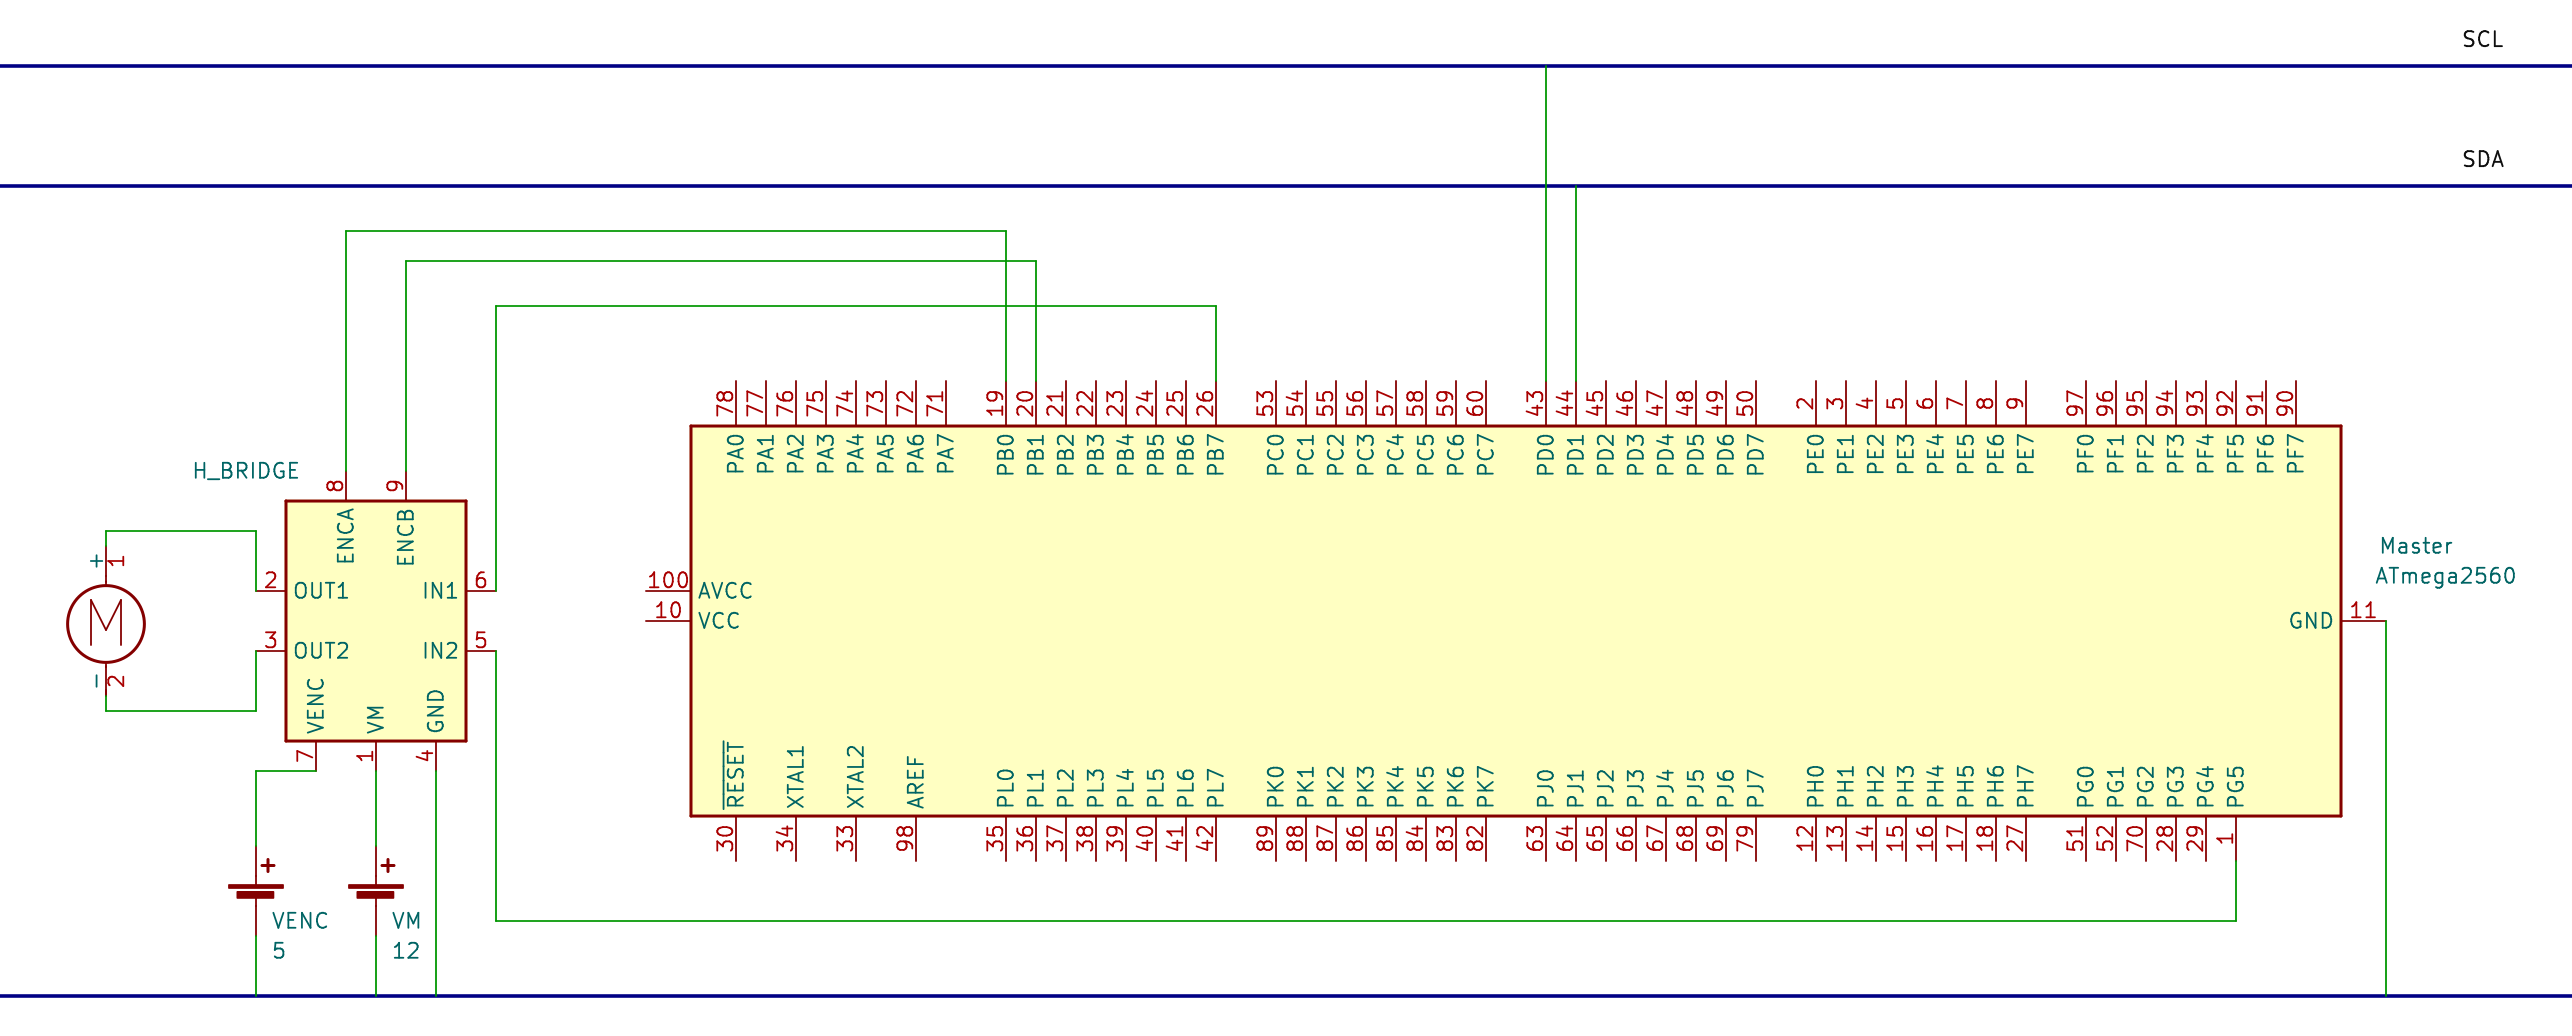 SCL
SDA
78 77 76 75 74 73 72 71 19 20 21 22 23 24 25 26 53 54 55 56 57 58 59 60 43 44 45 46 47 48 49 50 2 3 4 5 6 7 8 9 97 96 95 94 93 92 91 90
PA0 PA1 PA2 PA3 PA4 PA5 PA6 PA7 PB0 PB1 PB2 PB3 PB4 PB5 PB6 PB7 PC0 PC1 PC2 PC3 PC4 PC5 PC6 PC7 PD0 PD1 PD2 PD3 PD4 PD5 PD6 PD7 PE0 PE1 PE2 PE3 PE4 PE5 PE6 PE7 PF0 PF1 PF2 PF3 PF4 PF5 PF6 PF7
H_BRIDGE
8 9
ENCA ENCB
+ 1
2 OUT1 IN1 6
3 OUT2 IN2 5
M
- 2
VENC VM GND
7 1 4
100 AVCC
10 VCC
Master
ATmega2560
GND 11
RESET XTAL1 XTAL2 AREF PL0 PL1 PL2 PL3 PL4 PL5 PL6 PL7 PK0 PK1 PK2 PK3 PK4 PK5 PK6 PK7 PJ0 PJ1 PJ2 PJ3 PJ4 PJ5 PJ6 PJ7 PH0 PH1 PH2 PH3 PH4 PH5 PH6 PH7 PG0 PG1 PG2 PG3 PG4 PG5
30 34 33 98 35 36 37 38 39 40 41 42 89 88 87 86 85 84 83 82 63 64 65 66 67 68 69 79 12 13 14 15 16 17 18 27 51 52 70 28 29 1
+ +
VENC VM
5 12